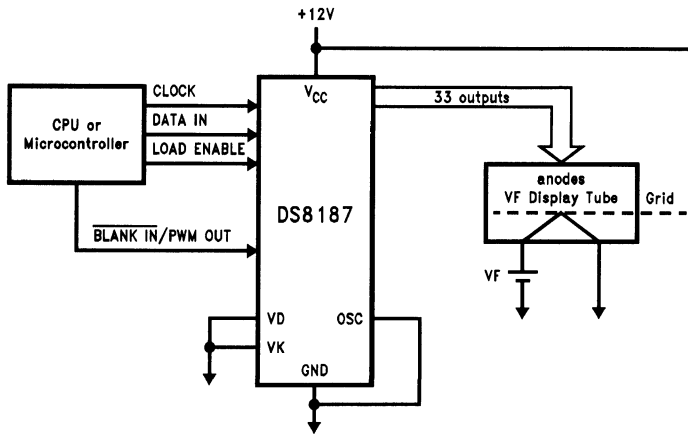 +12V
CPU or
Microcontroller
CLOCK
DATA IN
LOAD ENABLE
BLANK IN/PWM OUT
VCC
DS8187
VD
VK
OSC
GND
33 outputs
anodes
VF Display Tube
Grid
VF